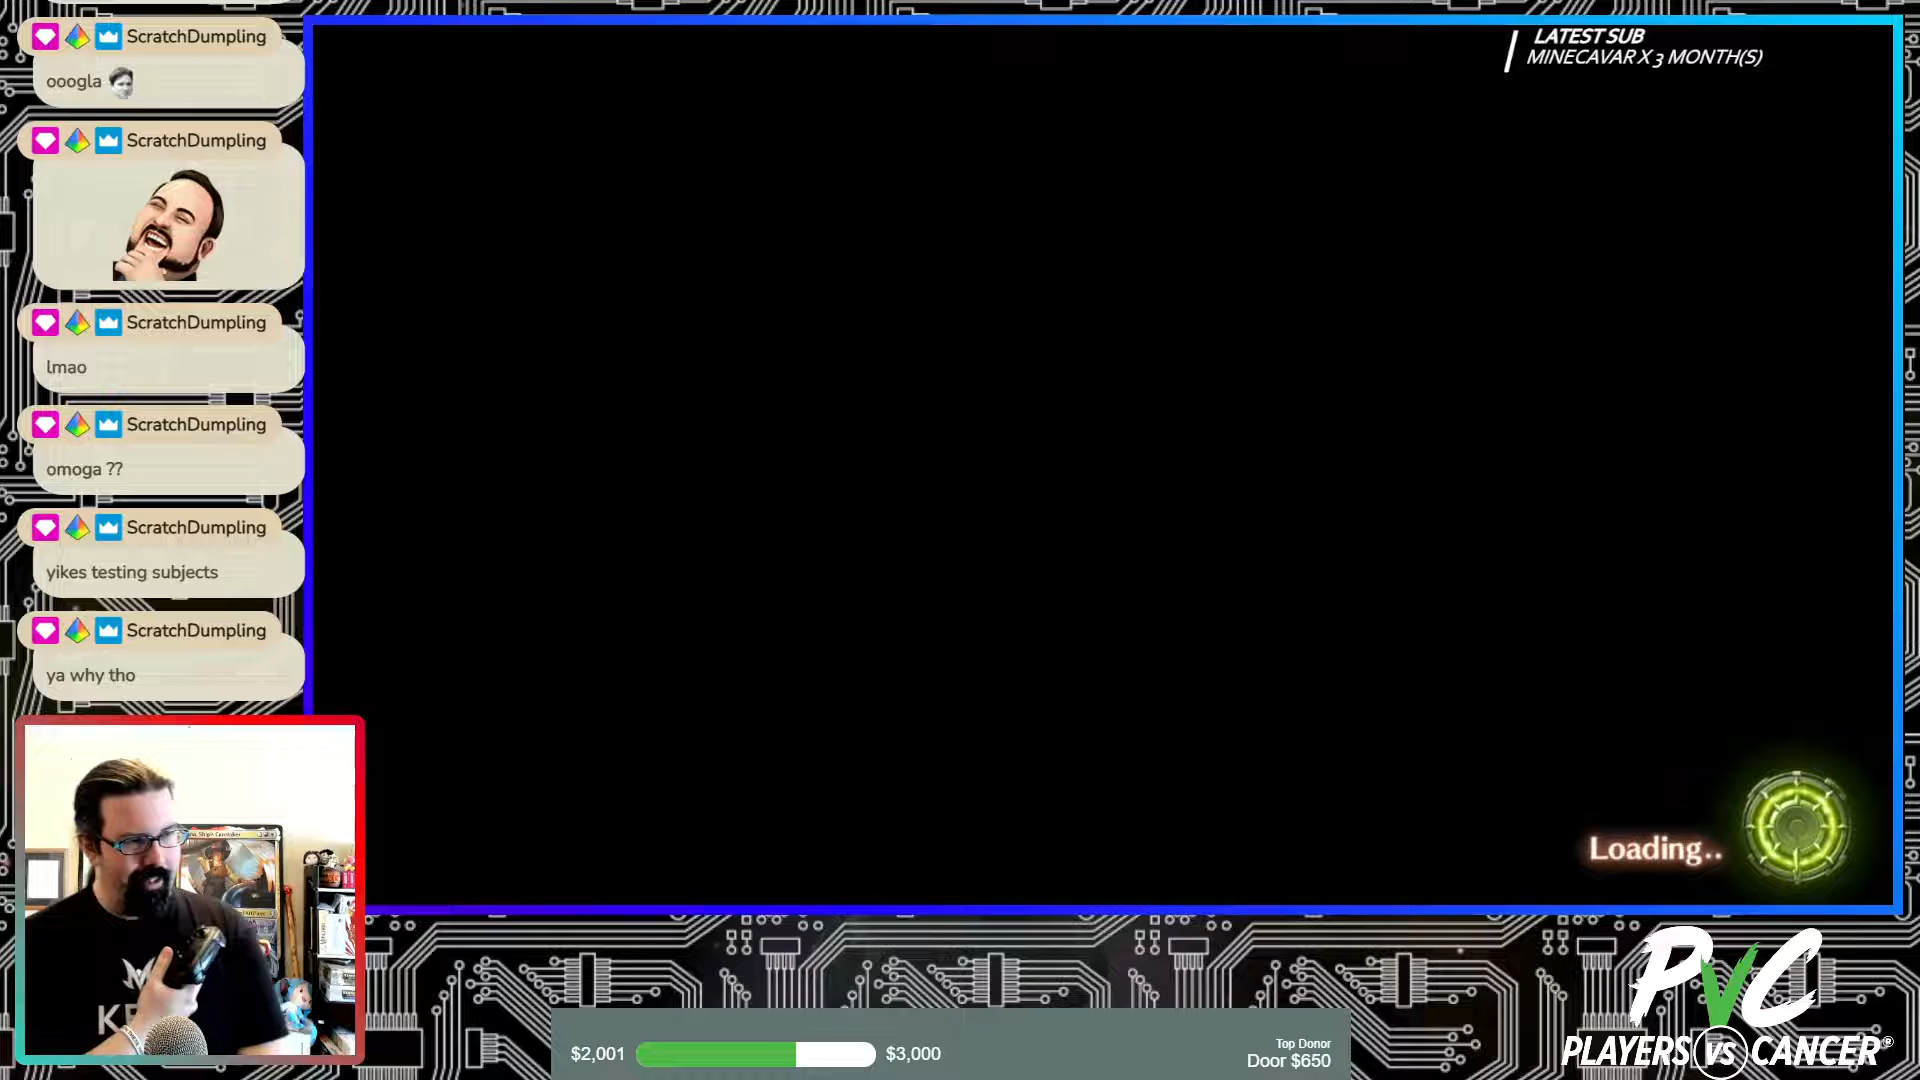 ScratchDumpling
ooogla
ScratchDumpling
ScratchDumpling
lmao
ScratchDumpling
omoga ??
ScratchDumpling
yikes testing subjects
ScratchDumpling
ya why tho
LATEST SUB
MINECAVAR X 3 MONTH(S)
Loading..
$2,001
$3,000
Top Donor
Door $650
PVC
PLAYERS VS CANCER®